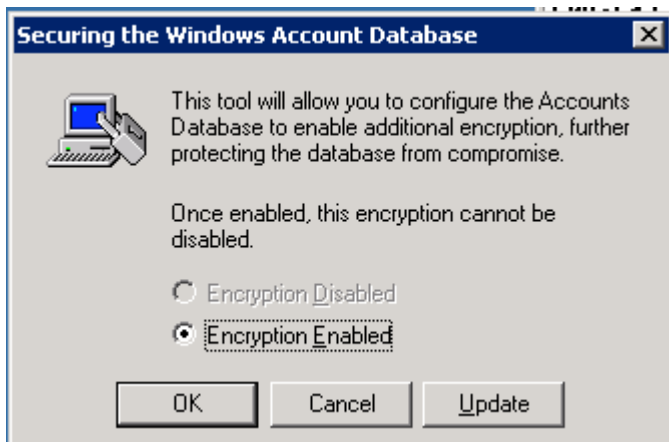 Securing the Windows Account Database
This tool will allow you to configure the Accounts
Database to enable additional encryption, further
protecting the database from compromise.
Once enabled, this encryption cannot be
disabled.
Encryption Disabled
Encryption Enabled
OK Cancel Update